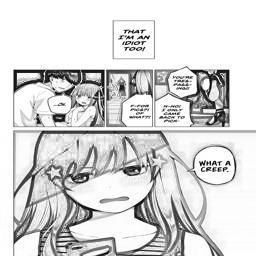 THAT
I'M AN
IDIOT
TOO!
...OI.
F-FOR
PICS?! OF
WHAT?!
YOU'RE
TRES-
PASS-
ING!!
N-NO! I
ONLY CAME
BACK TO
PICK-
WHAT A
CREEP.